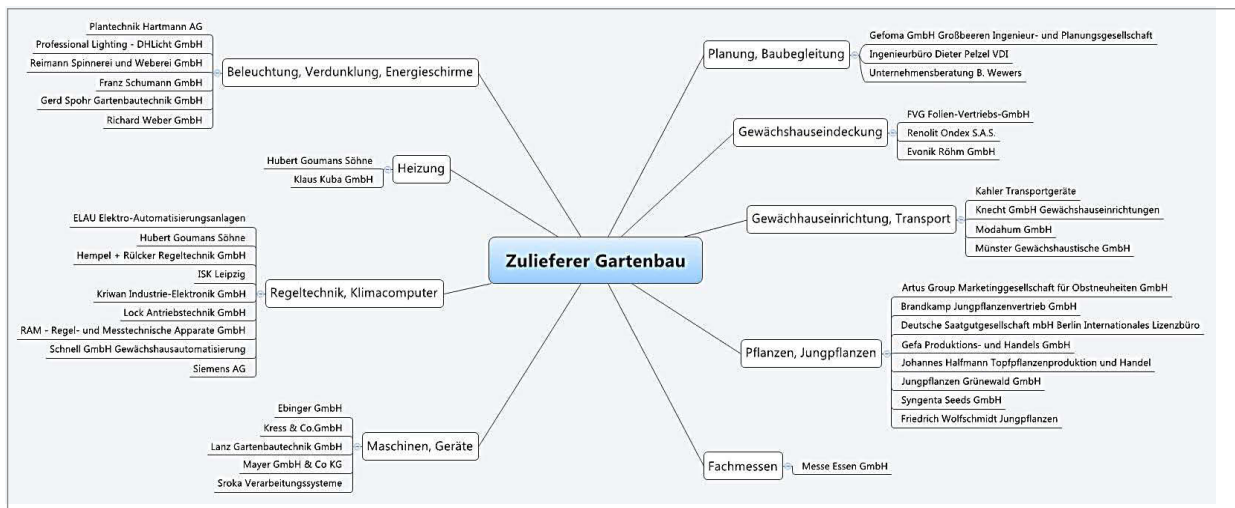 Zulieferer Gartenbau
Beleuchtung, Verdunklung, Energieschirme
Plantechnik Hartmann AG
Professional Lighting - DHLicht GmbH
Reimann Spinnerei und Weberei GmbH
Franz Schumann GmbH
Gerd Spohr Gartenbautechnik GmbH
Richard Weber GmbH
Heizung
Hubert Goumans Söhne
Klaus Kuba GmbH
Regeltechnik, Klimacomputer
ELAU Elektro-Automatisierungsanlagen
Hubert Goumans Söhne
Hempel + Rülcker Regeltechnik GmbH
ISK Leipzig
Kriwan Industrie-Elektronik GmbH
Lock Antriebstechnik GmbH
RAM - Regel- und Messtechnische Apparate GmbH
Schnell GmbH Gewächshausautomatisierung
Siemens AG
Maschinen, Geräte
Ebinger GmbH
Kress & Co.GmbH
Lanz Gartenbautechnik GmbH
Mayer GmbH & Co KG
Sroka Verarbeitungssysteme
Planung, Baubegleitung
Gefoma GmbH Großbeeren Ingenieur- und Planungsgesellschaft
Ingenieurbüro Dieter Pelzel VDI
Unternehmensberatung B. Wewers
Gewächshauseindeckung
FVG Folien-Vertriebs-GmbH
Renolit Ondex S.A.S.
Evonik Röhm GmbH
Gewächhauseinrichtung, Transport
Kahler Transportgeräte
Knecht GmbH Gewächshauseinrichtungen
Modahum GmbH
Münster Gewächshaustische GmbH
Pflanzen, Jungpflanzen
Artus Group Marketinggesellschaft für Obstneuheiten GmbH
Brandkamp Jungpflanzenvertrieb GmbH
Deutsche Saatgutgesellschaft mbH Berlin Internationales Lizenzbüro
Gefa Produktions- und Handels GmbH
Johannes Halfmann Topfpflanzenproduktion und Handel
Jungpflanzen Grünewald GmbH
Syngenta Seeds GmbH
Friedrich Wolfschmidt Jungpflanzen
Fachmessen
Messe Essen GmbH